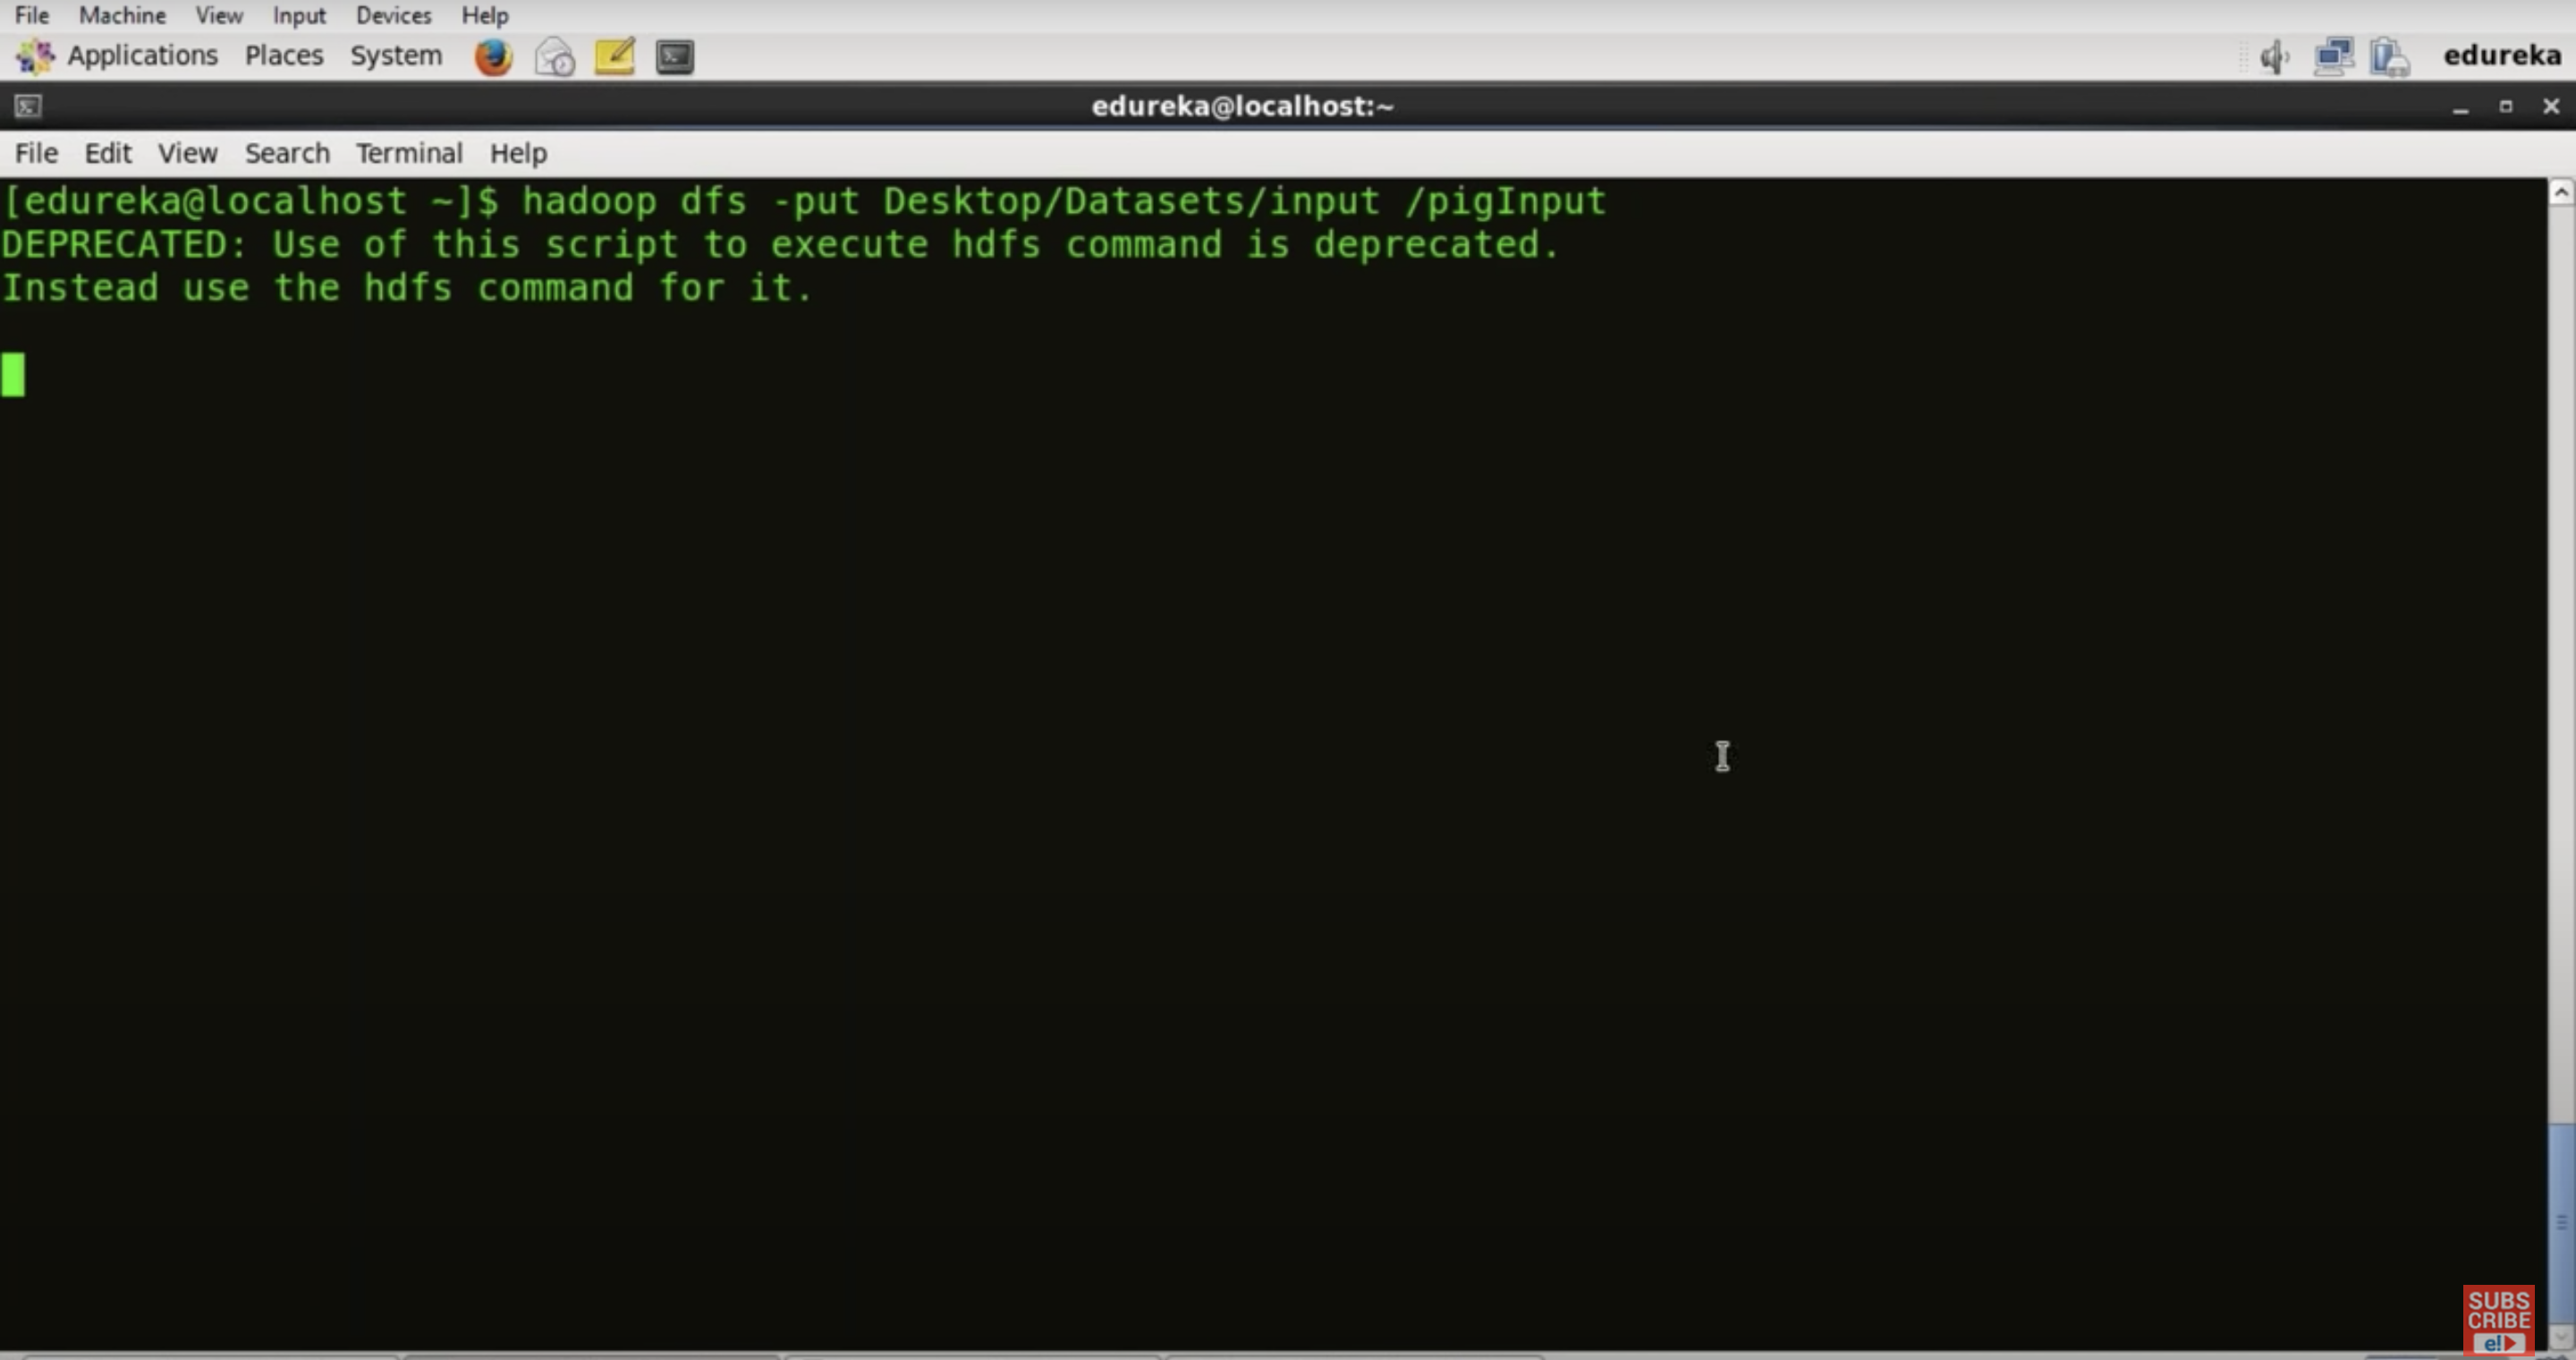 File Machine View Input Devices Help
Applications Places System edureka
edureka@localhost:~
File Edit View Search Terminal Help
[edureka@localhost ~]$ hadoop dfs -put Desktop/Datasets/input /pigInput
DEPRECATED: Use of this script to execute hdfs command is deprecated.
Instead use the hdfs command for it.
SUBS
CRIBE
e!